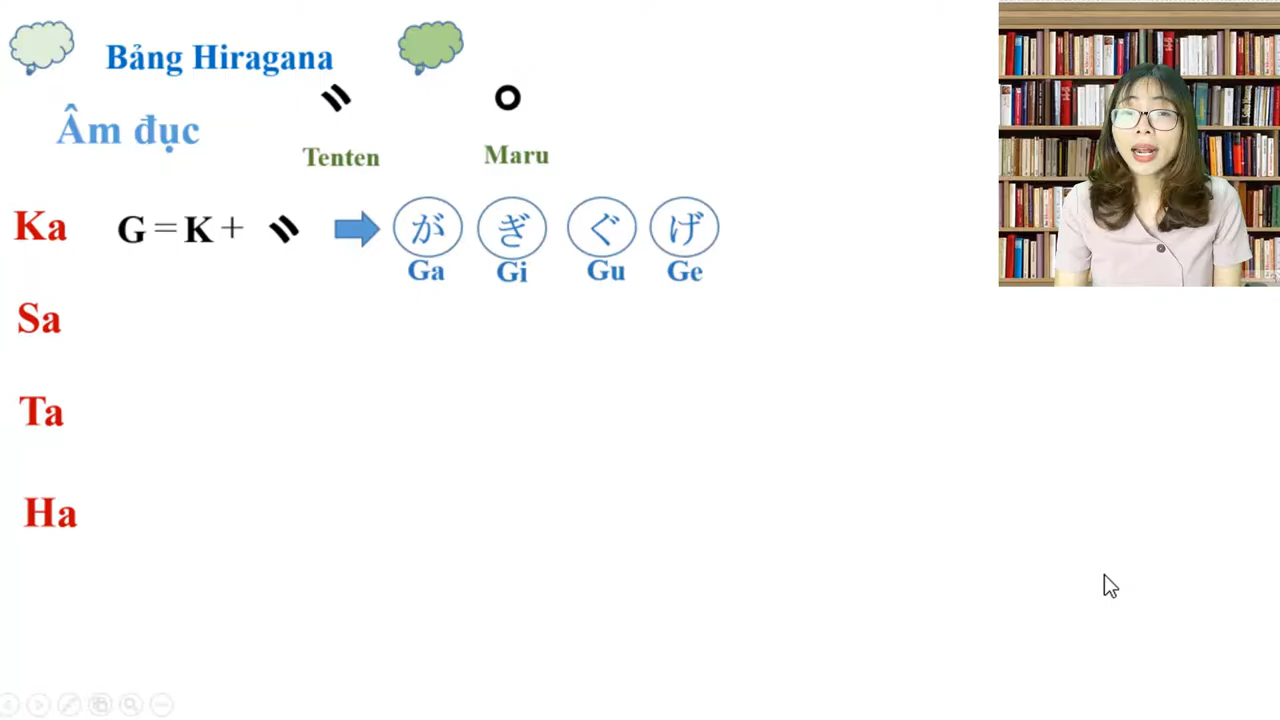 Bảng Hiragana
Âm đục
Tenten
Maru
Ka G = K + 〃 が ぎ ぐ げ
Ga Gi Gu Ge
Sa
Ta
Ha